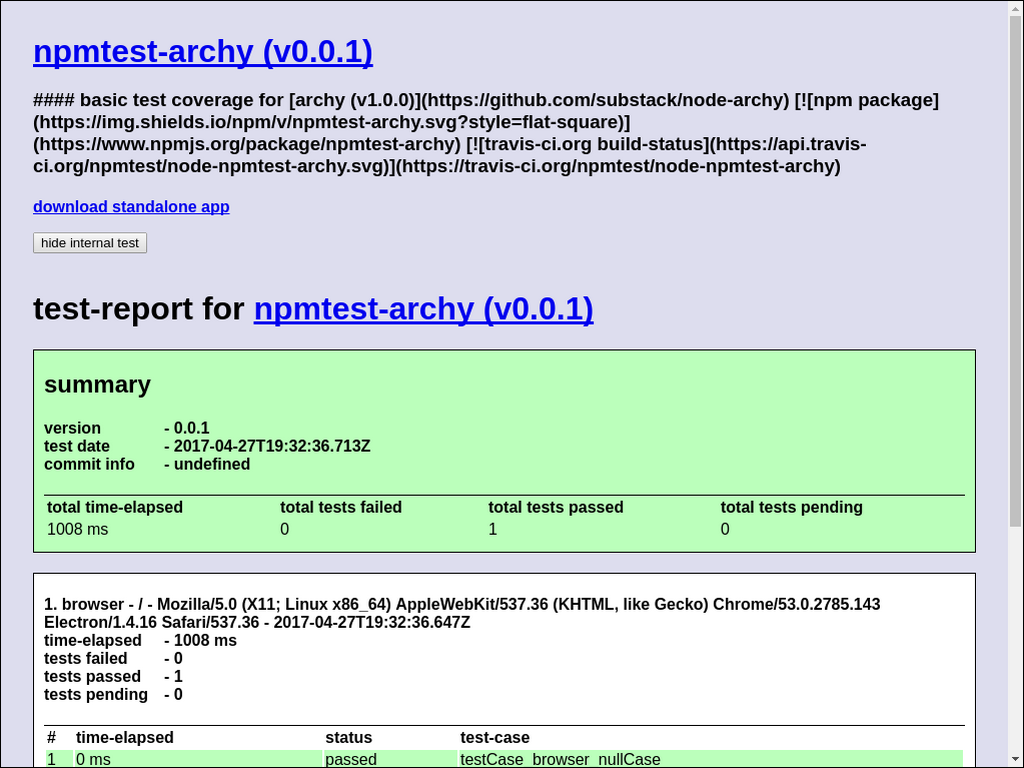 npmtest-archy (v0.0.1)
#### basic test coverage for [archy (v1.0.0)](https://github.com/substack/node-archy) [![npm package]
(https://img.shields.io/npm/v/npmtest-archy.svg?style=flat-square)]
(https://www.npmjs.org/package/npmtest-archy) [![travis-ci.org build-status](https://api.travis-
ci.org/npmtest/node-npmtest-archy.svg)](https://travis-ci.org/npmtest/node-npmtest-archy)
download standalone app
hide internal test
test-report for npmtest-archy (v0.0.1)
summary
version - 0.0.1
test date - 2017-04-27T19:32:36.713Z
commit info - undefined
total time-elapsed total tests failed total tests passed total tests pending
1008 ms 0 1 0
1. browser - / - Mozilla/5.0 (X11; Linux x86_64) AppleWebKit/537.36 (KHTML, like Gecko) Chrome/53.0.2785.143
Electron/1.4.16 Safari/537.36 - 2017-04-27T19:32:36.647Z
time-elapsed - 1008 ms
tests failed - 0
tests passed - 1
tests pending - 0
# time-elapsed status test-case
1 0 ms passed testCase_browser_nullCase